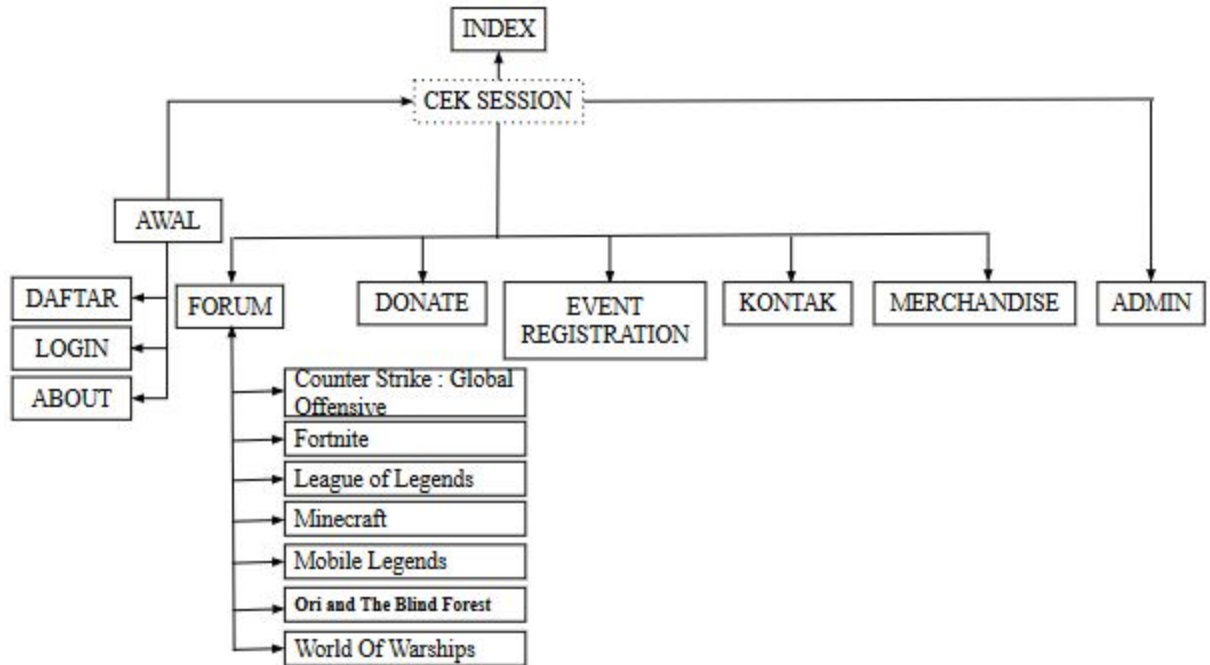 INDEX
CEK SESSION
AWAL
DAFTAR
LOGIN
ABOUT
FORUM
DONATE
EVENT
REGISTRATION
KONTAK
MERCHANDISE
ADMIN
Counter Strike : Global
Offensive
Fortnite
League of Legends
Minecraft
Mobile Legends
Ori and The Blind Forest
World Of Warships